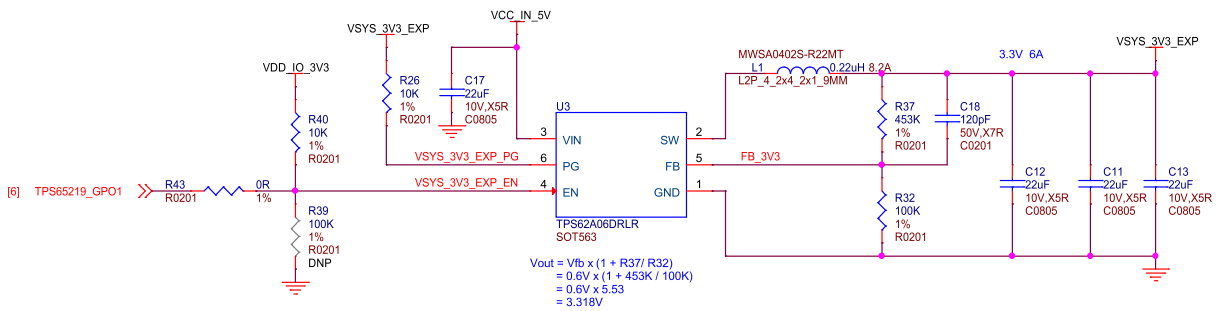 VCC_IN_5V
VSYS_3V3_EXP
VDD_IO_3V3
R26
10K
1%
R0201
C17
22uF
10V,X5R
C0805
R40
10K
1%
R0201
[6] TPS65219_GPO1
R43
R0201
0R
1%
R39
100K
1%
R0201
DNP
VSYS_3V3_EXP_PG
VSYS_3V3_EXP_EN
U3
3 VIN
6 PG
4 EN
SW 2
FB 5
GND 1
TPS62A06DRLR
SOT563
Vout = Vfb x (1 + R37/ R32)
= 0.6V x (1 + 453K / 100K)
= 0.6V x 5.53
= 3.318V
MWSA0402S-R22MT
L1 0.22uH 8.2A
L2P_4_2x4_2x1_9MM
3.3V 6A
VSYS_3V3_EXP
R37
453K
1%
R0201
C18
120pF
50V,X7R
C0201
FB_3V3
R32
100K
1%
R0201
C12
22uF
10V,X5R
C0805
C11
22uF
10V,X5R
C0805
C13
22uF
10V,X5R
C0805